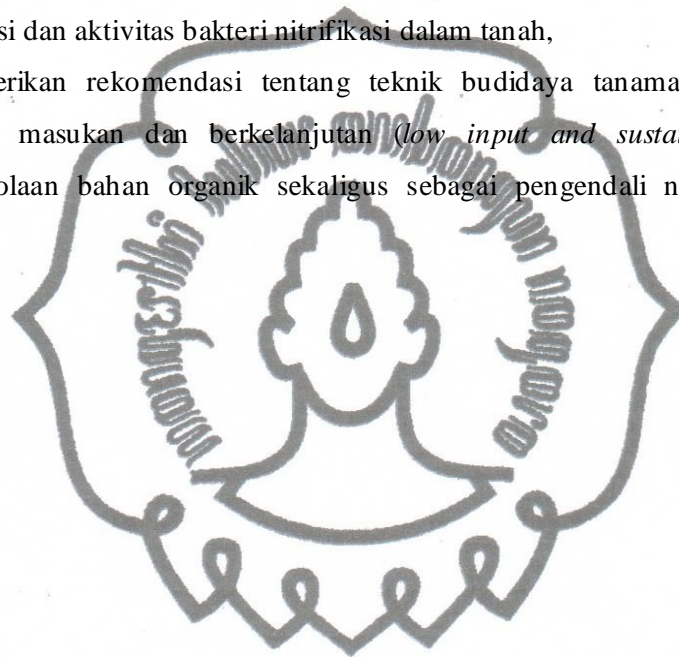 si dan aktivitas bakteri nitrifikasi dalam tanah,
erikan rekomendasi tentang teknik budidaya tanama
masukan dan berkelanjutan (low input and susta
olaan bahan organik sekaligus sebagai pengendali n